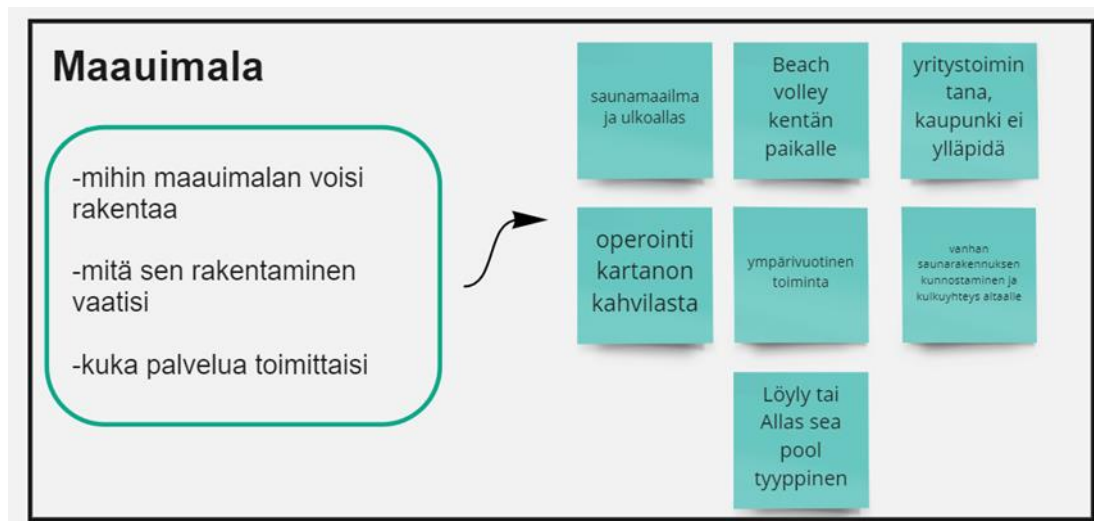 Maauimala
-mihin maauimalan voisi
rakentaa
-mitä sen rakentaminen
vaatisi
-kuka palvelua toimittaisi
saunamaailma
ja ulkoallas
Beach
volley
kentän
paikalle
yritystoimin
tana,
kaupunki ei
ylläpidä
operointi
kartanon
kahvilasta
ympärivuotinen
toiminta
vanhan
saunarakennuksen
kunnostaminen ja
kulkuyhteys altaalle
Löyly tai
Allas sea
pool
tyyppinen